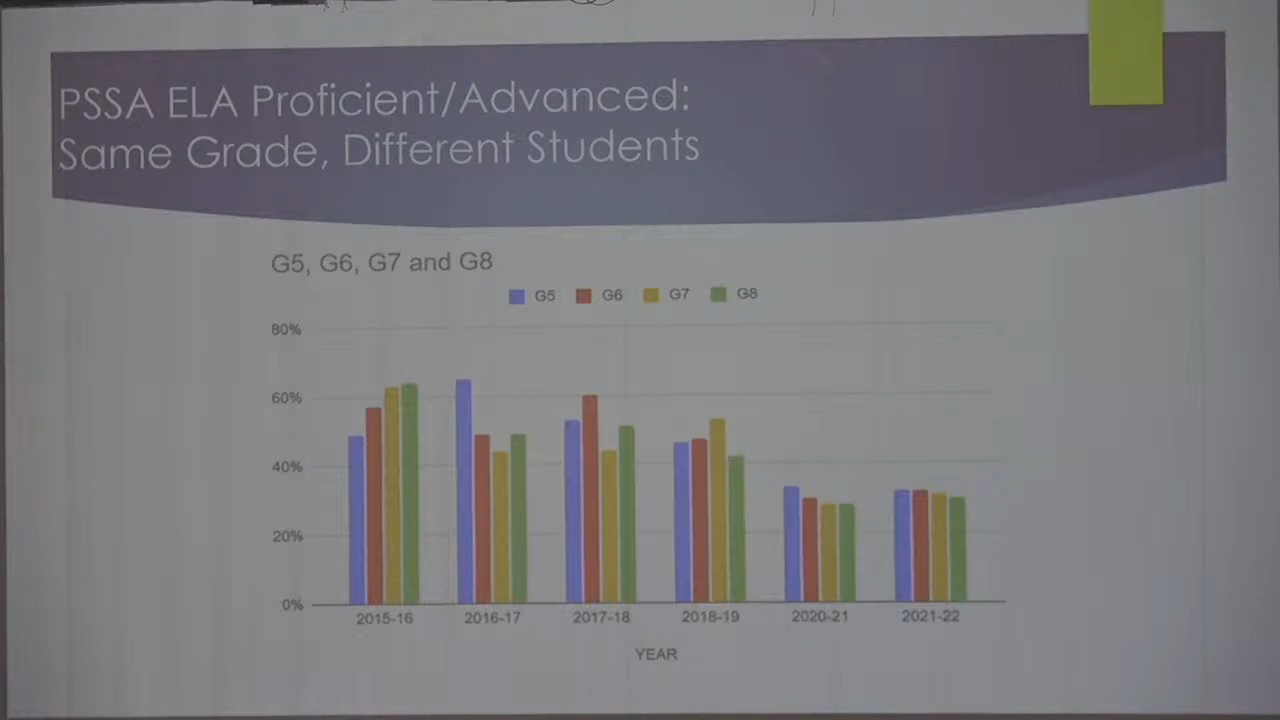 PSSA ELA Proficient/Advanced:
Same Grade, Different Students
G5, G6, G7 and G8
G5 G6 G7 G8
80%
60%
40%
20%
0%
2015-16 2016-17 2017-18 2018-19 2020-21 2021-22
YEAR